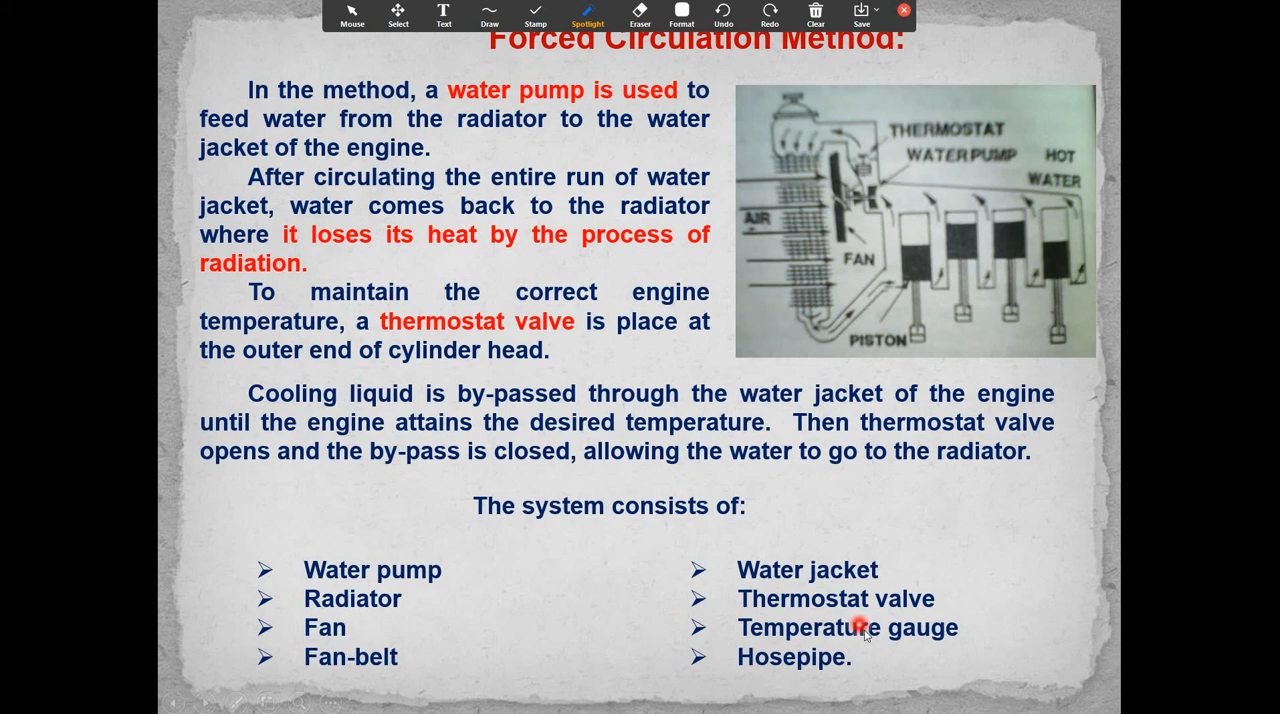 Mouse Select Text Draw Stamp Spotlight Eraser Format Undo Redo Clear Save
Forced Circulation Method:
In the method, a water pump is used to
feed water from the radiator to the water
jacket of the engine.
After circulating the entire run of water
jacket, water comes back to the radiator
where it loses its heat by the process of
radiation.
To maintain the correct engine
temperature, a thermostat valve is place at
the outer end of cylinder head.
THERMOSTAT
WATER PUMP HOT
WATER
AIR
FAN
PISTON
Cooling liquid is by-passed through the water jacket of the engine
until the engine attains the desired temperature. Then thermostat valve
opens and the by-pass is closed, allowing the water to go to the radiator.
The system consists of:
Water pump
Radiator
Fan
Fan-belt
Water jacket
Thermostat valve
Temperature gauge
Hosepipe.